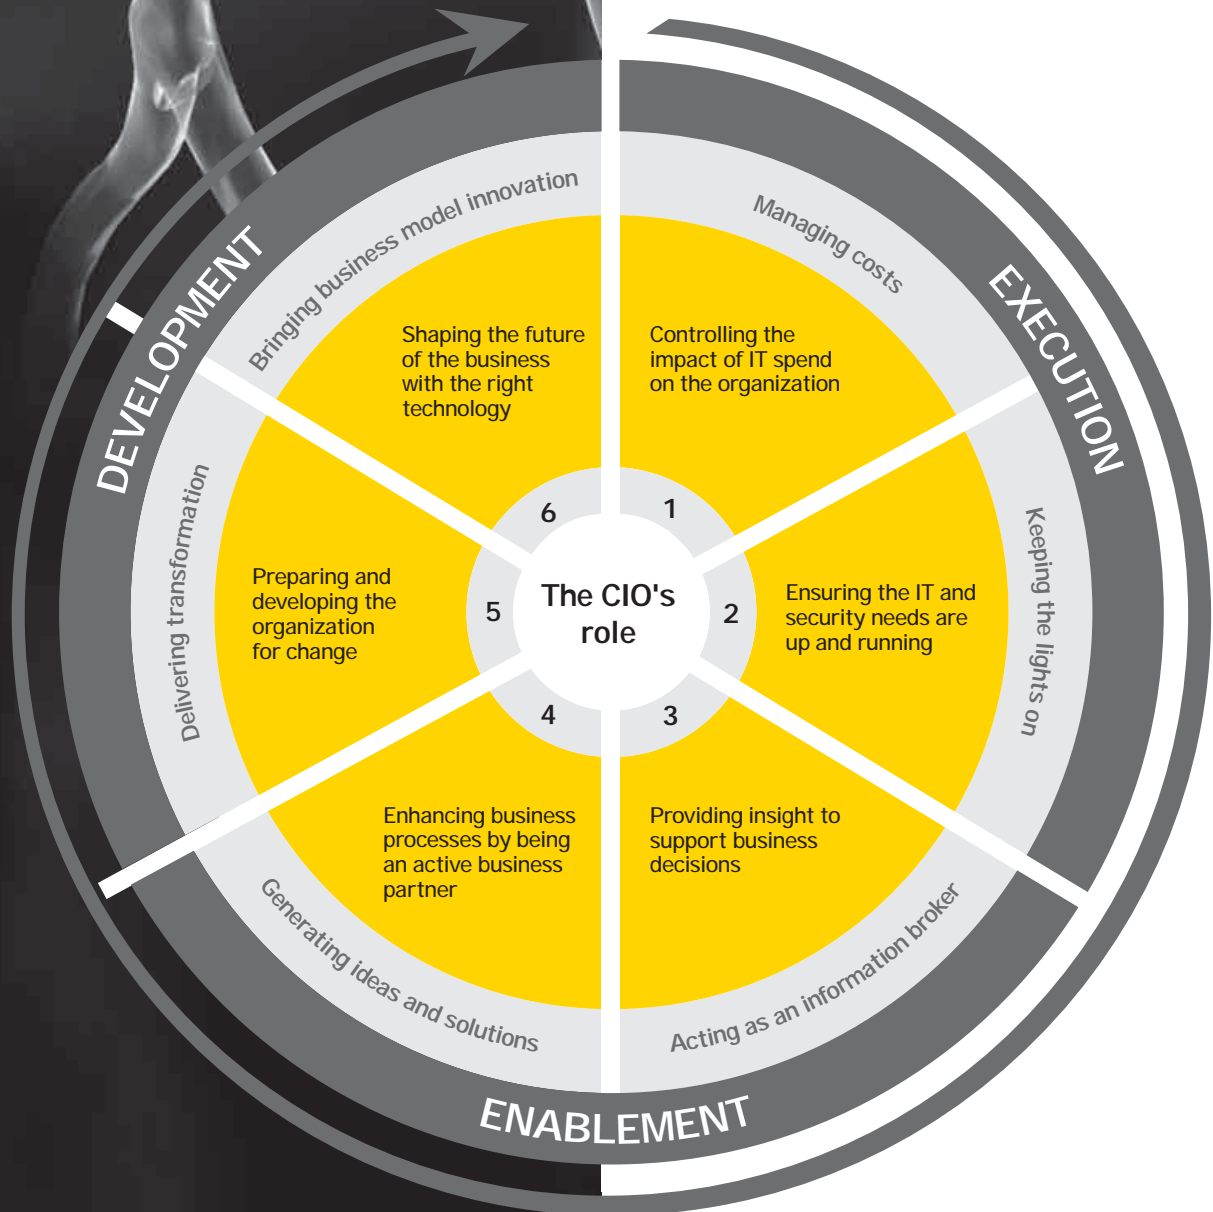 The CIO's
role
EXECUTION
1
Managing costs
Controlling the
impact of IT spend
on the organization
2
Keeping the lights on
Ensuring the IT and
security needs are
up and running
ENABLEMENT
3
Acting as an information broker
Providing insight to
support business
decisions
4
Generating ideas and solutions
Enhancing business
processes by being
an active business
partner
DEVELOPMENT
5
Delivering transformation
Preparing and
developing the
organization
for change
6
Bringing business model innovation
Shaping the future
of the business
with the right
technology